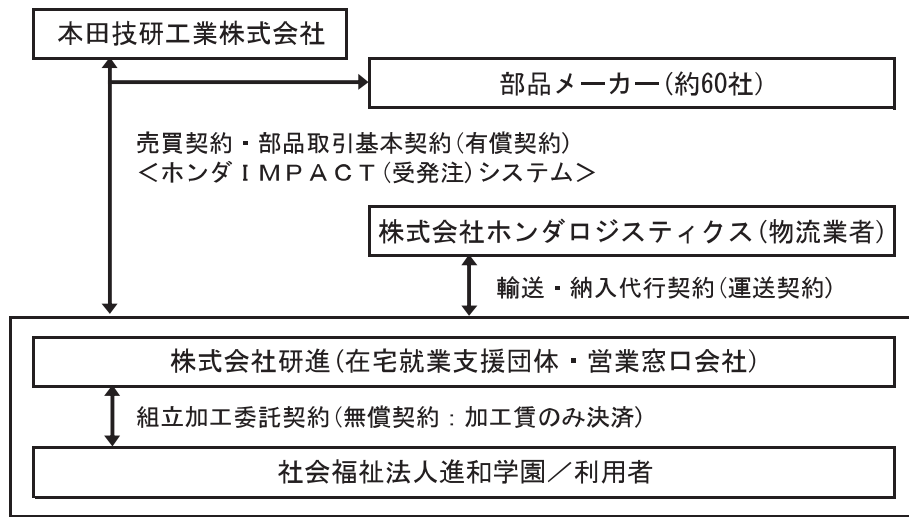 本田技研工業株式会社
部品メーカー(約60社)
売買契約・部品取引基本契約(有償契約)
＜ホンダＩＭＰＡＣＴ(受発注)システム＞
株式会社ホンダロジスティクス(物流業者)
輸送・納入代行契約(運送契約)
株式会社研進(在宅就業支援団体・営業窓口会社)
組立加工委託契約(無償契約：加工賃のみ決済)
社会福祉法人進和学園／利用者